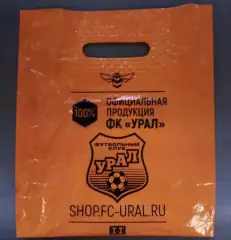 100%
ОФИЦИАЛЬНАЯ
ПРОДУКЦИЯ
ФК «УРАЛ»
ФУТБОЛЬНЫЙ КЛУБ
УРАЛ
SHOP.FC-URAL.RU